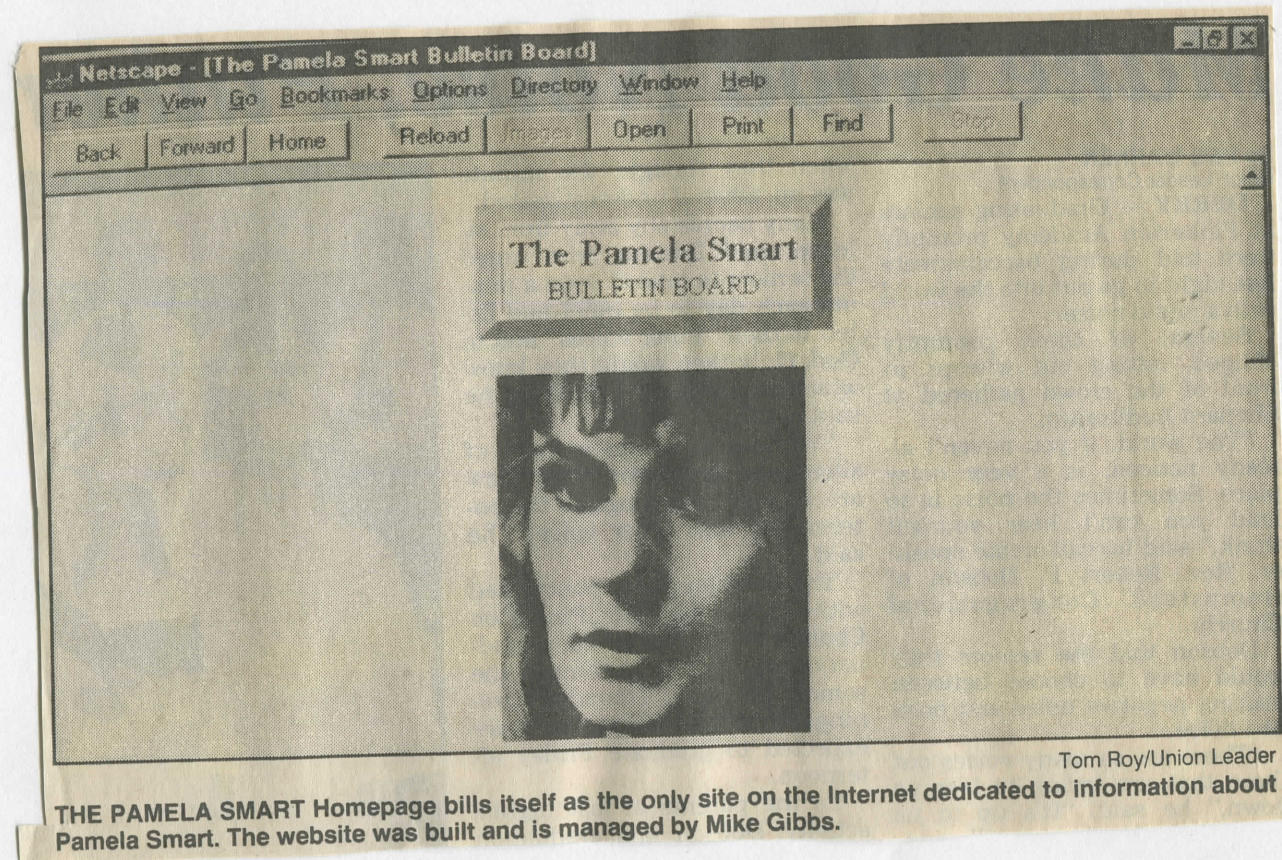 Netscape - [The Pamela Smart Bulletin Board]
File Edit View Go Bookmarks Options Directory Window Help
Back Forward Home Reload Images Open Print Find Stop
The Pamela Smart
BULLETIN BOARD
Tom Roy/Union Leader
THE PAMELA SMART Homepage bills itself as the only site on the Internet dedicated to information about
Pamela Smart. The website was built and is managed by Mike Gibbs.